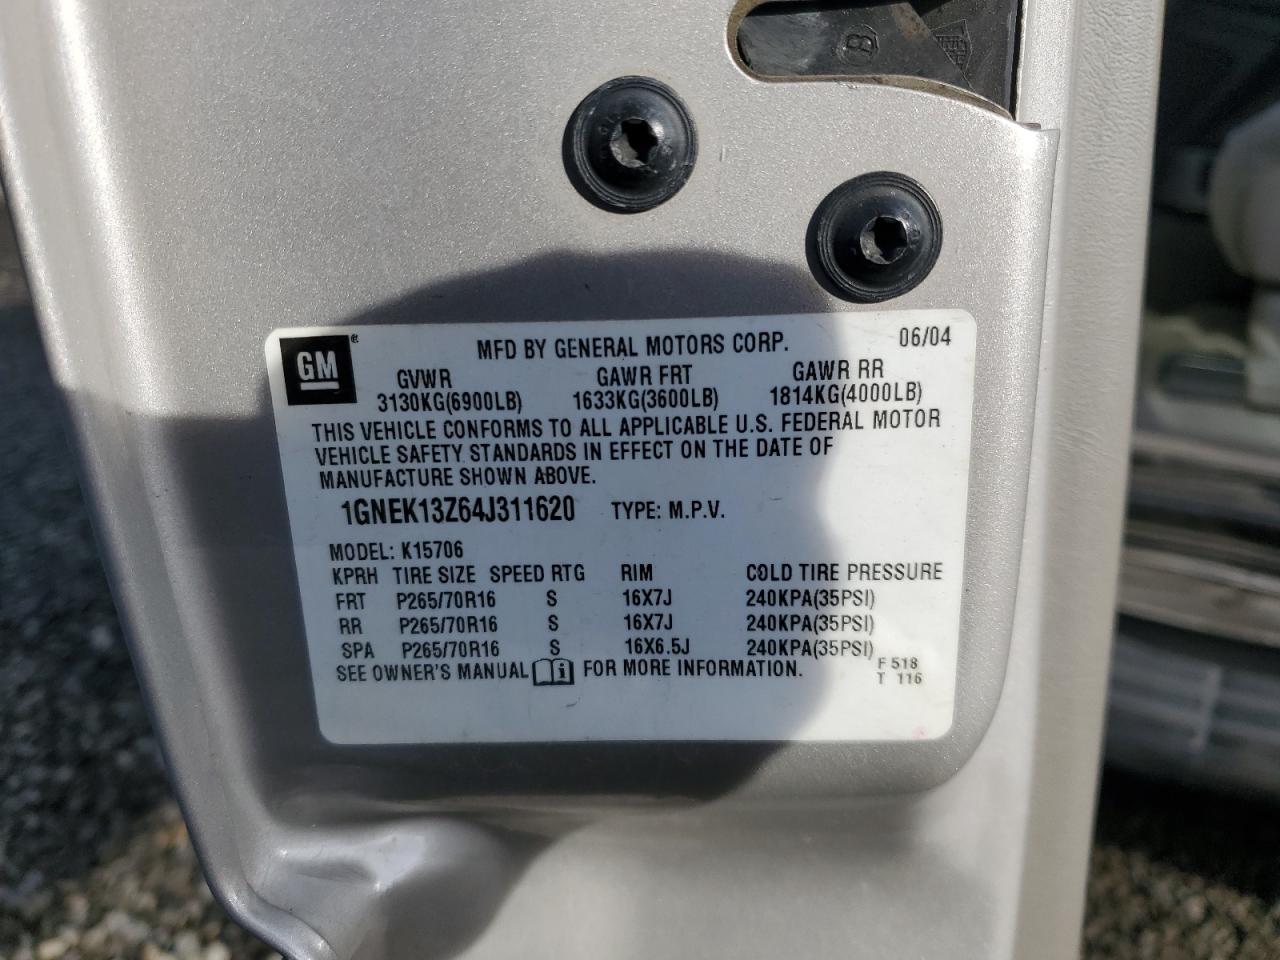 GM
MFD BY GENERAL MOTORS CORP. 06/04
GVWR GAWR FRT GAWR RR
3130KG(6900LB) 1633KG(3600LB) 1814KG(4000LB)
THIS VEHICLE CONFORMS TO ALL APPLICABLE U.S. FEDERAL MOTOR
VEHICLE SAFETY STANDARDS IN EFFECT ON THE DATE OF
MANUFACTURE SHOWN ABOVE.
1GNEK13Z64J311620 TYPE: M.P.V.
MODEL: K15706
KPRH TIRE SIZE SPEED RTG RIM COLD TIRE PRESSURE
FRT P265/70R16 S 16X7J 240KPA(35PSI)
RR P265/70R16 S 16X7J 240KPA(35PSI)
SPA P265/70R16 S 16X6.5J 240KPA(35PSI)
SEE OWNER'S MANUAL FOR MORE INFORMATION. F 518
T 116